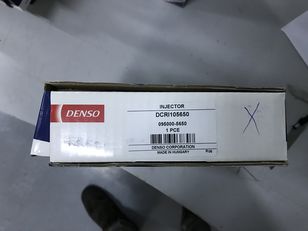 INJECTOR
DENSO
DCRI105650
095000-5650
1 PCE
DENSO CORPORATION
MADE IN HUNGARY
X